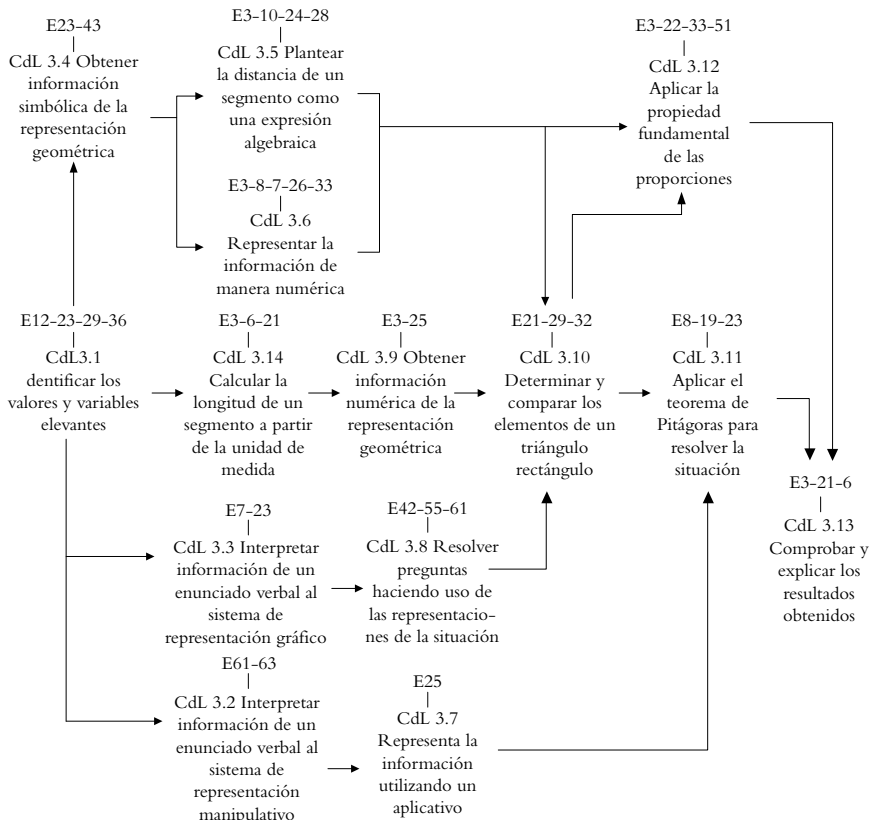 E23-43
CdL 3.4 Obtener
información
simbólica de la
representación
geométrica
E3-10-24-28
CdL 3.5 Plantear
la distancia de un
segmento como
una expresión
algebraica
E3-8-7-26-33
CdL 3.6
Representar la
información de
manera numérica
E3-22-33-51
CdL 3.12
Aplicar la
propiedad
fundamental
de las
proporciones
E12-23-29-36
CdL3.1
dentificar los
valores y variables
elevantes
E3-6-21
CdL 3.14
Calcular la
longitud de un
segmento a partir
de la unidad de
medida
E3-25
CdL 3.9 Obtener
información
numérica de la
representación
geométrica
E21-29-32
CdL 3.10
Determinar y
comparar los
elementos de un
triángulo
rectángulo
E8-19-23
CdL 3.11
Aplicar el
teorema de
Pitágoras para
resolver la
situación
E3-21-6
CdL 3.13
Comprobar y
explicar los
resultados
obtenidos
E7-23
CdL 3.3 Interpretar
información de un
enunciado verbal al
sistema de
representación gráfico
E42-55-61
CdL 3.8 Resolver
preguntas
haciendo uso de
las representacio-
nes de la situación
E61-63
CdL 3.2 Interpretar
información de un
enunciado verbal al
sistema de
representación
manipulativo
E25
CdL 3.7
Representa la
información
utilizando un
aplicativo